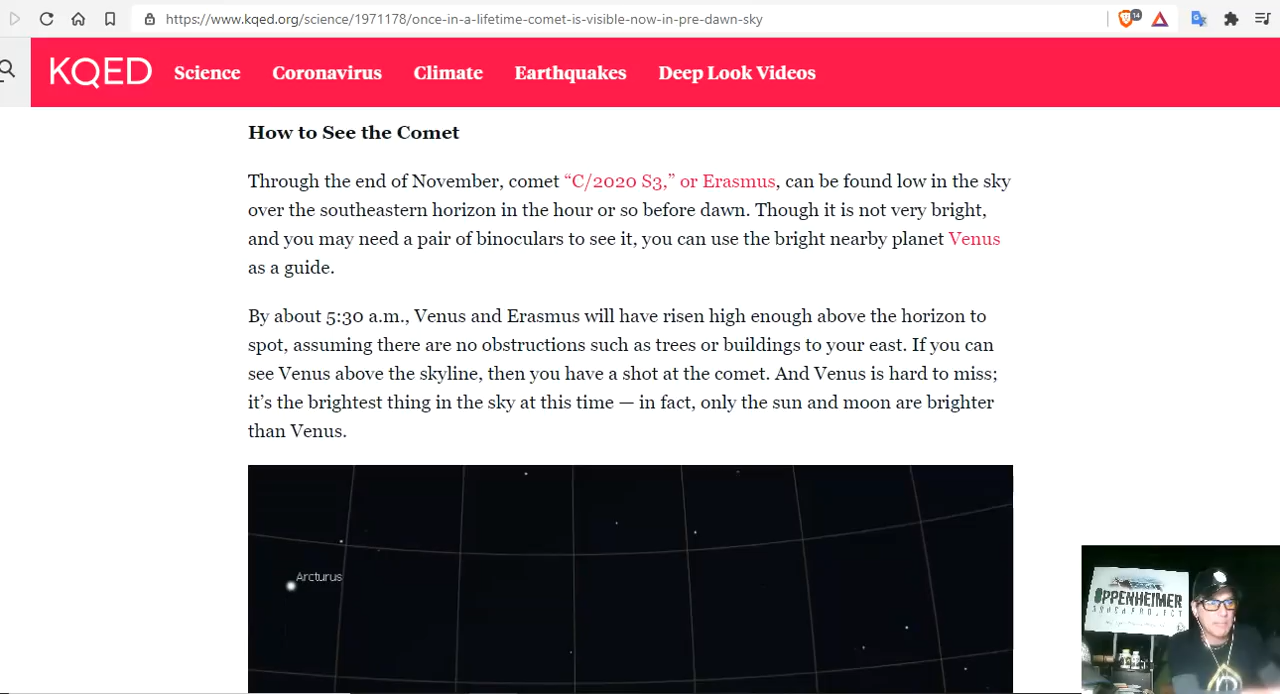 https://www.kqed.org/science/1971178/once-in-a-lifetime-comet-is-visible-now-in-pre-dawn-sky
14
KQED Science Coronavirus Climate Earthquakes Deep Look Videos
How to See the Comet
Through the end of November, comet “C/2020 S3,” or Erasmus, can be found low in the sky
over the southeastern horizon in the hour or so before dawn. Though it is not very bright,
and you may need a pair of binoculars to see it, you can use the bright nearby planet Venus
as a guide.
By about 5:30 a.m., Venus and Erasmus will have risen high enough above the horizon to
spot, assuming there are no obstructions such as trees or buildings to your east. If you can
see Venus above the skyline, then you have a shot at the comet. And Venus is hard to miss;
it’s the brightest thing in the sky at this time — in fact, only the sun and moon are brighter
than Venus.
Arcturus
OPPENHEIMER